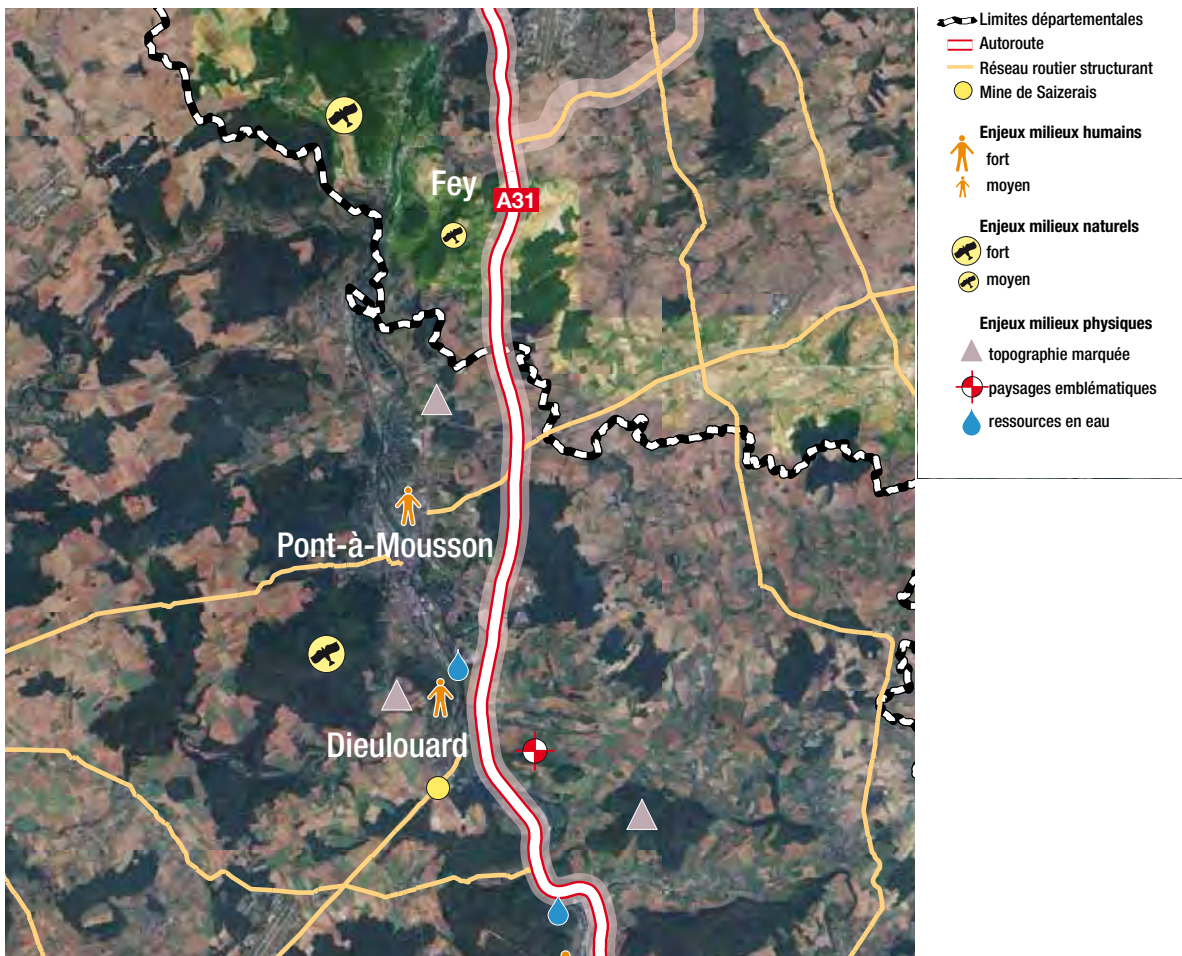 Fey
A31
Pont-à-Mousson
Dieulouard
Limites départementales
Autoroute
Réseau routier structurant
Mine de Saizerais
Enjeux milieux humains
fort
moyen
Enjeux milieux naturels
fort
moyen
Enjeux milieux physiques
topographie marquée
paysages emblématiques
ressources en eau